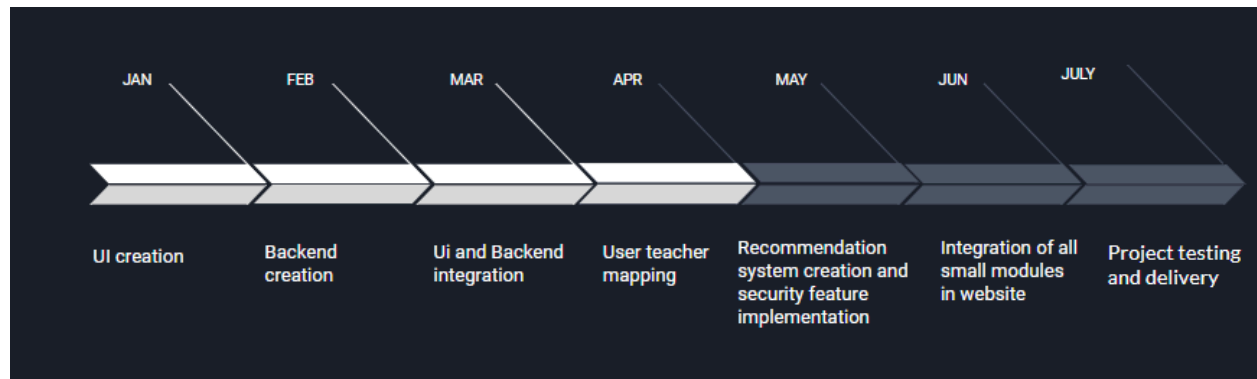 JAN
FEB
MAR
APR
MAY
JUN
JULY
UI creation
Backend
creation
Ui and Backend
integration
User teacher
mapping
Recommendation
system creation and
security feature
implementation
Integration of all
small modules
in website
Project testing
and delivery